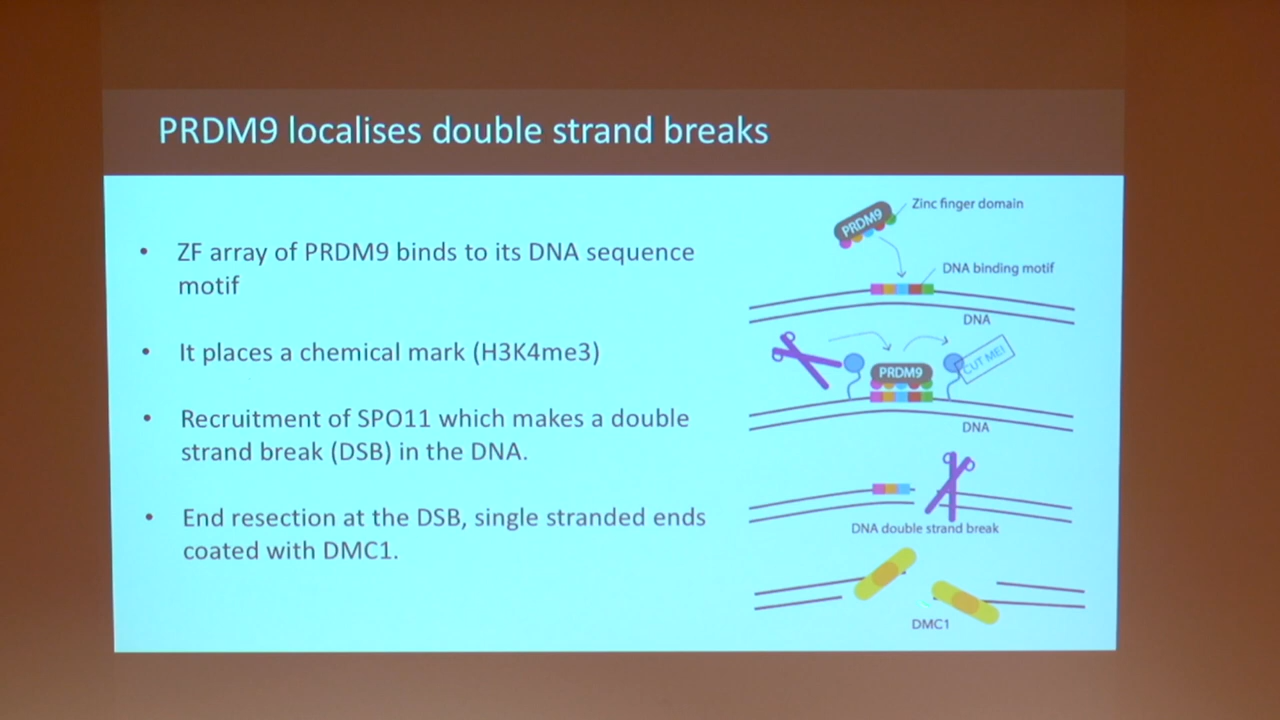 PRDM9 localises double strand breaks
• ZF array of PRDM9 binds to its DNA sequence
motif
• It places a chemical mark (H3K4me3)
• Recruitment of SPO11 which makes a double
strand break (DSB) in the DNA.
• End resection at the DSB, single stranded ends
coated with DMC1.
PRDM9
Zinc finger domain
DNA binding motif
DNA
CUT ME!
PRDM9
DNA
DNA double strand break
DMC1